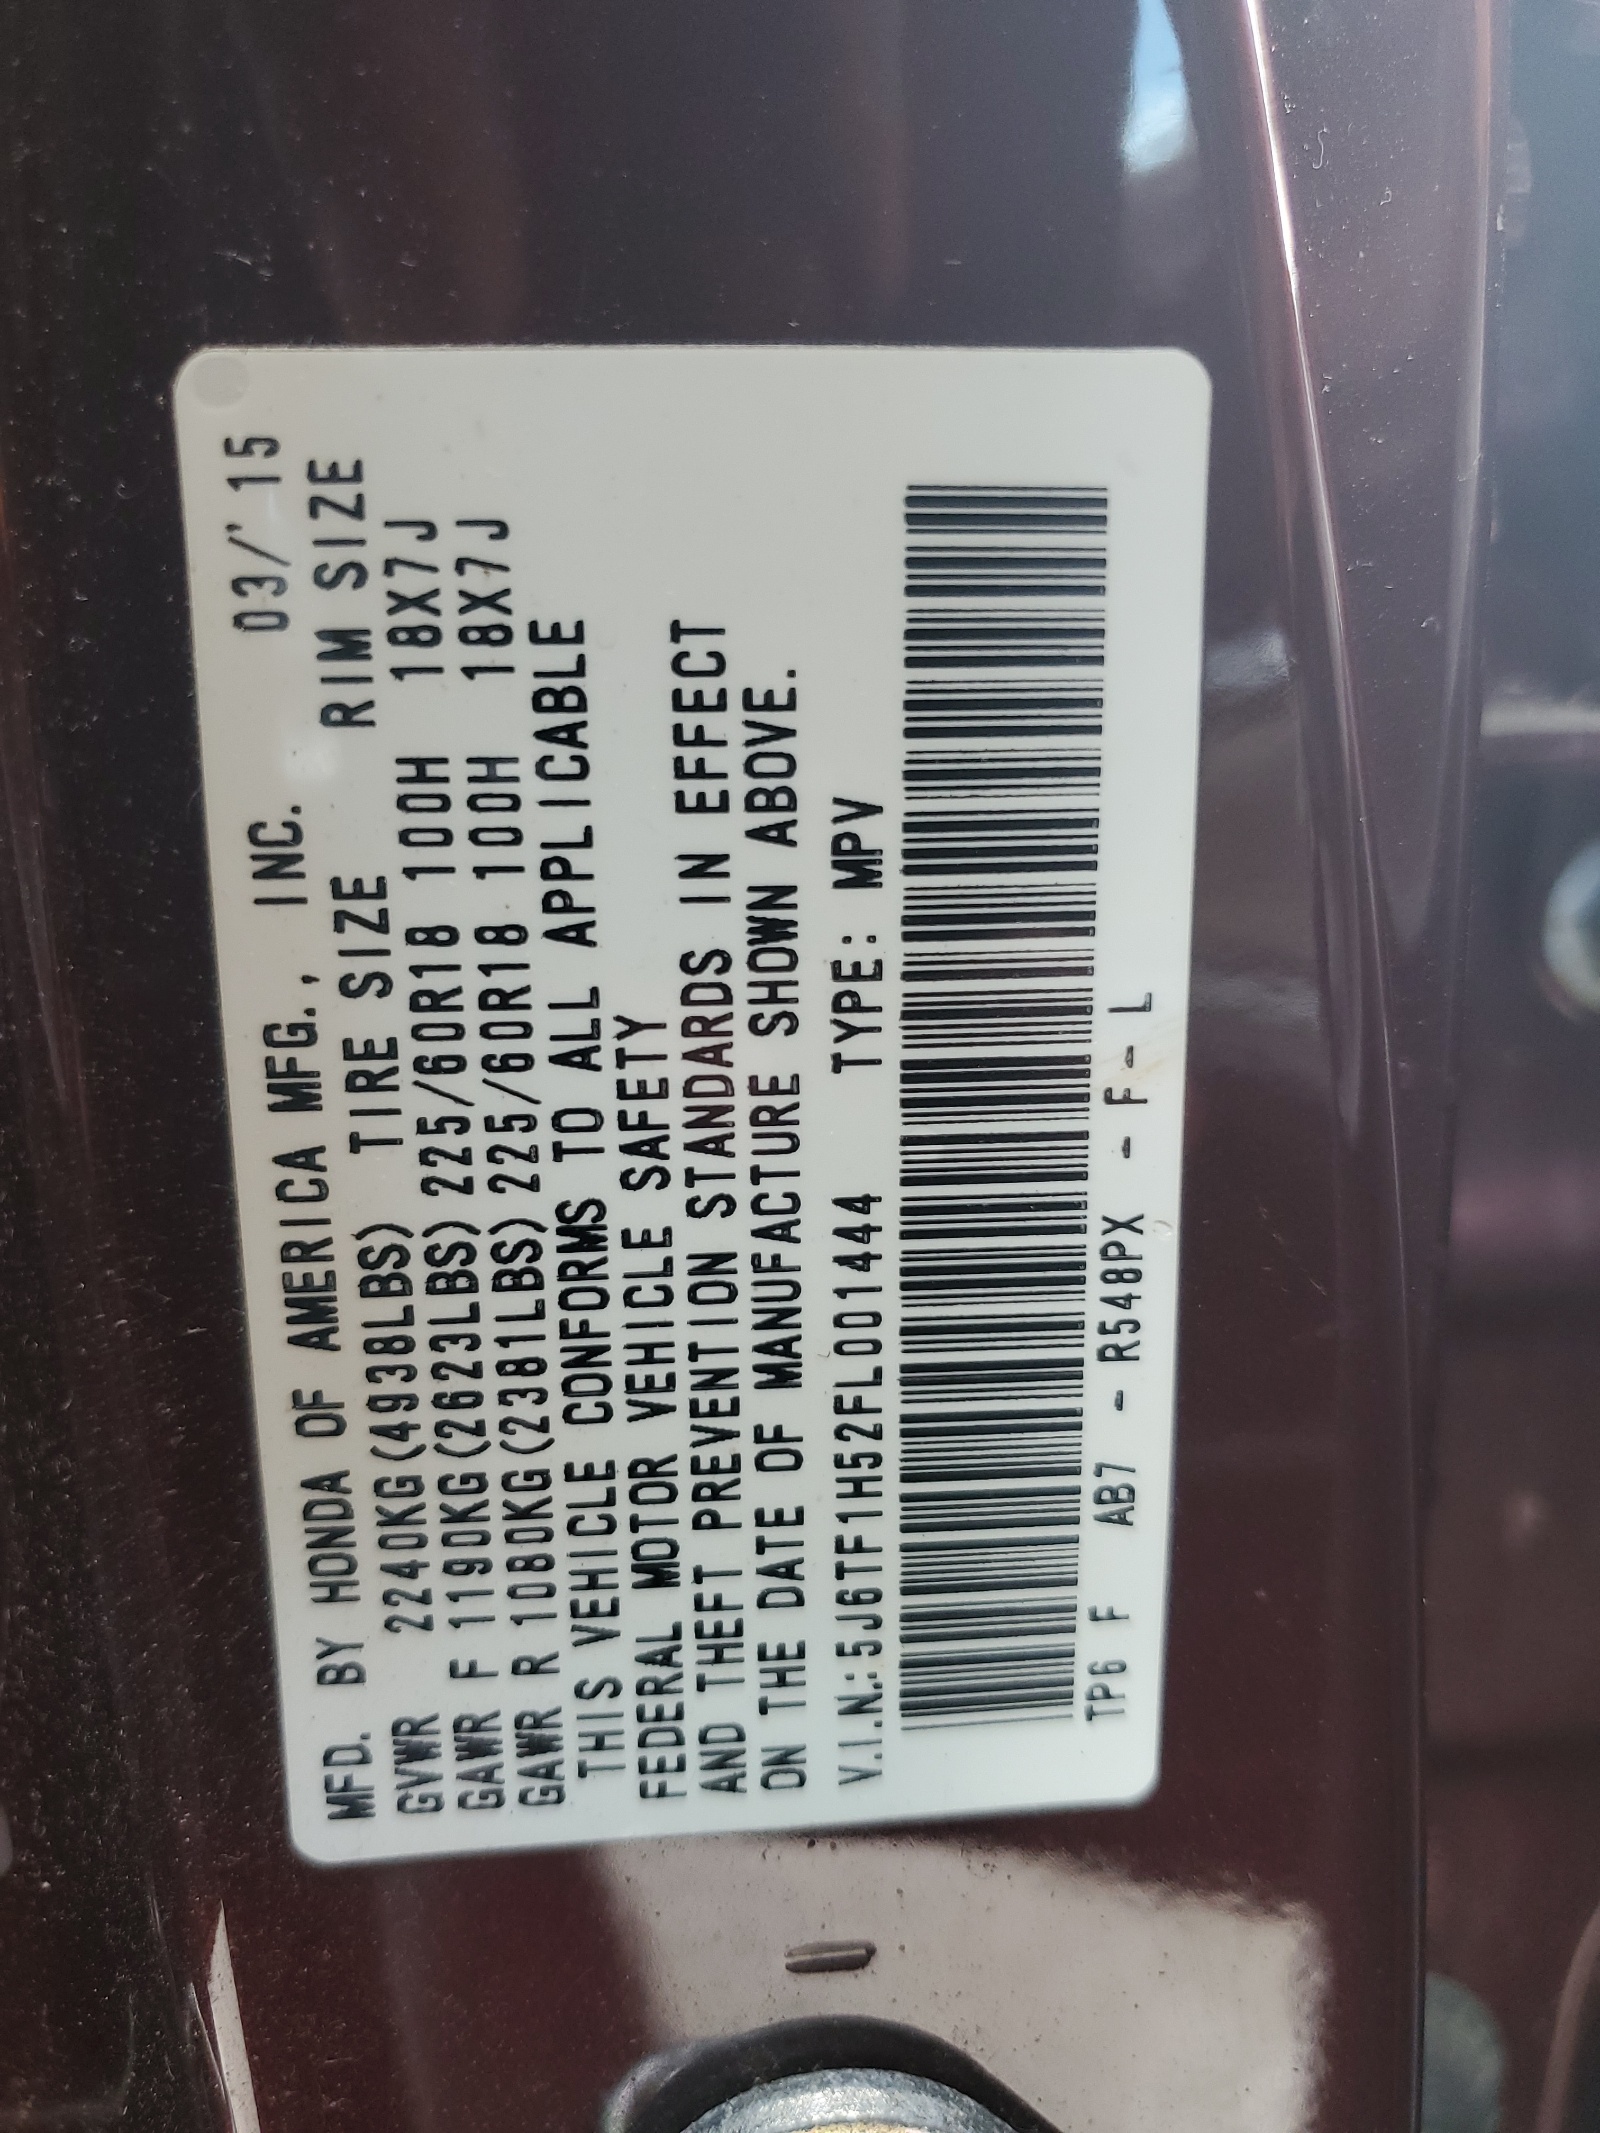 MFD. BY HONDA OF AMERICA MFG., INC. 03/'15
TIRE SIZE RIM SIZE
GVWR 2240KG(4938LBS)
GAWR F 1190KG(2623LBS) 225/60R18 100H 18X7J
GAWR R 1080KG(2381LBS) 225/60R18 100H 18X7J
THIS VEHICLE CONFORMS TO ALL APPLICABLE
FEDERAL MOTOR VEHICLE SAFETY
AND THEFT PREVENTION STANDARDS IN EFFECT
ON THE DATE OF MANUFACTURE SHOWN ABOVE.
V.I.N.:5J6TF1H52FL001444 TYPE: MPV
TP6 F AB7 - R548PX - F - L